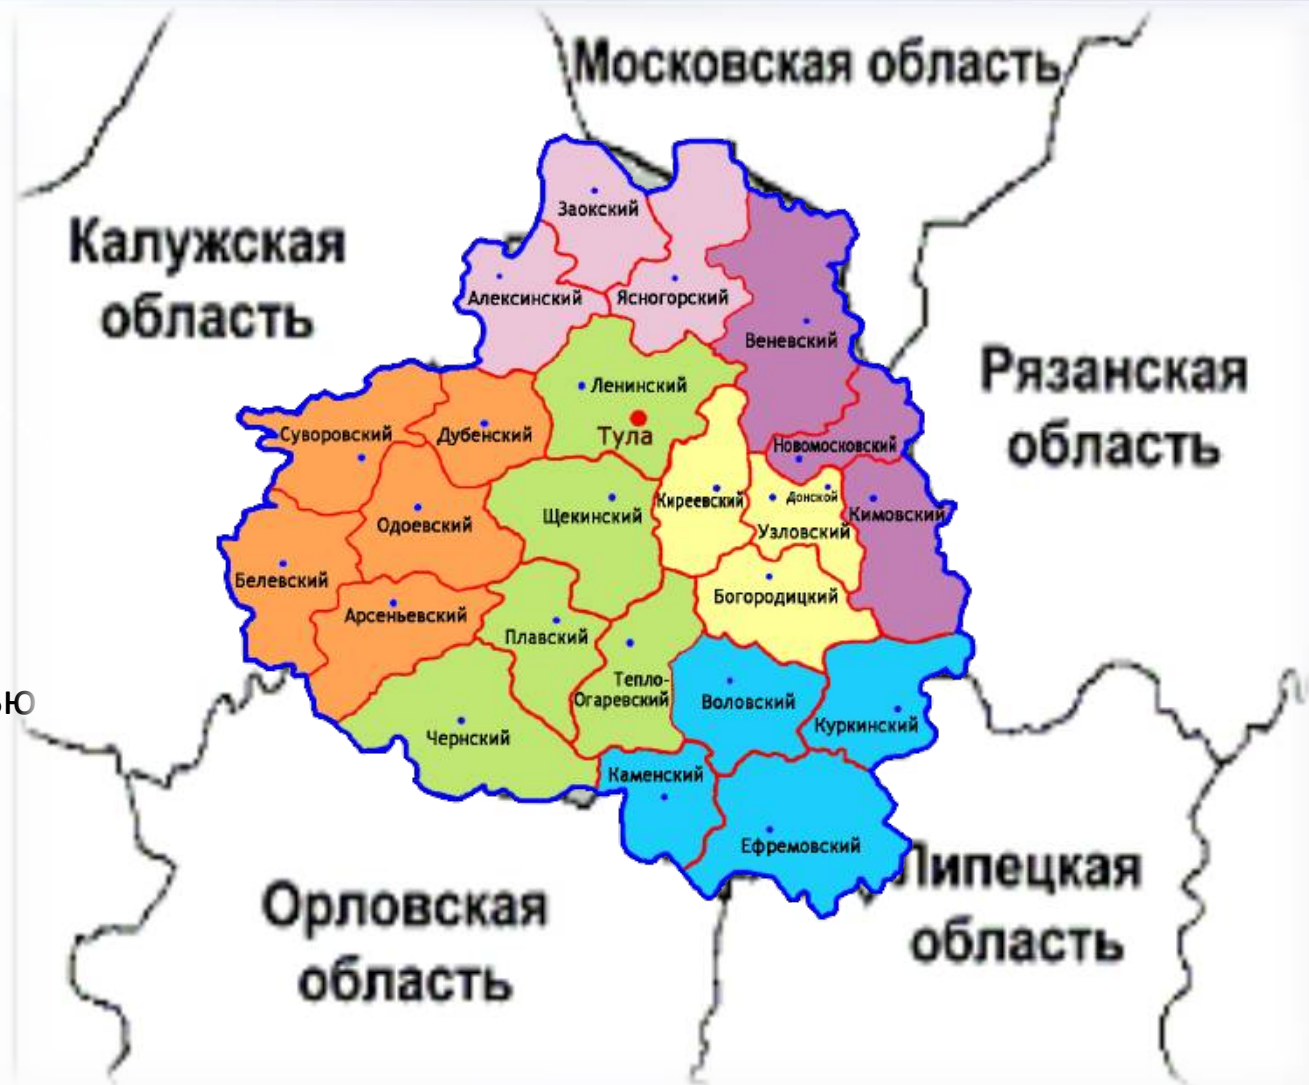 Московская область
Калужская
область
Рязанская
область
Заокский
Алексинский
Ясногорский
Веневский
Ленинский
Тула
Суворовский
Дубенский
Новомосковский
Киреевский
Донской
Узловский
Кимовский
Щекинский
Одоевский
Белевский
Арсеньевский
Богородицкий
Плавский
Тепло-
Огаревский
Воловский
Куркинский
Чернский
Каменский
Ефремовский
Орловская
область
Липецкая
область